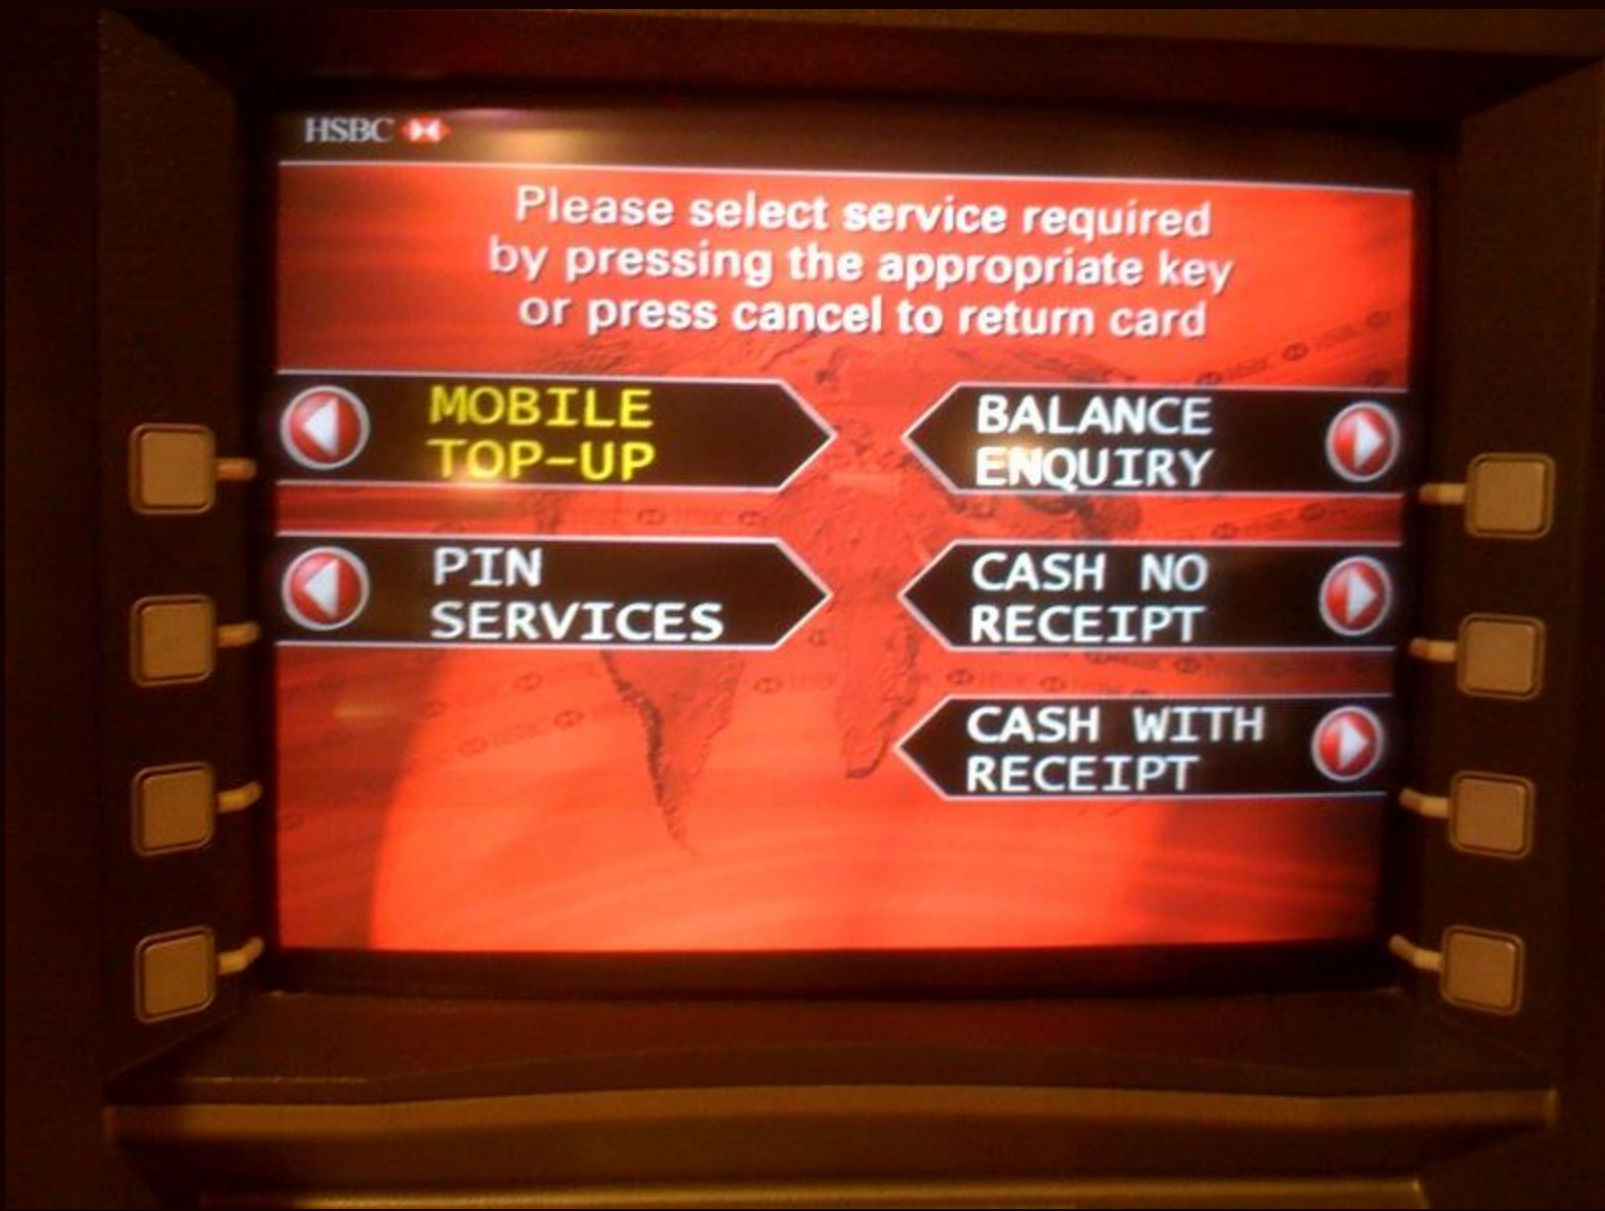 HSBC
Please select service required
by pressing the appropriate key
or press cancel to return card
MOBILE
TOP-UP
BALANCE
ENQUIRY
PIN
SERVICES
CASH NO
RECEIPT
CASH WITH
RECEIPT